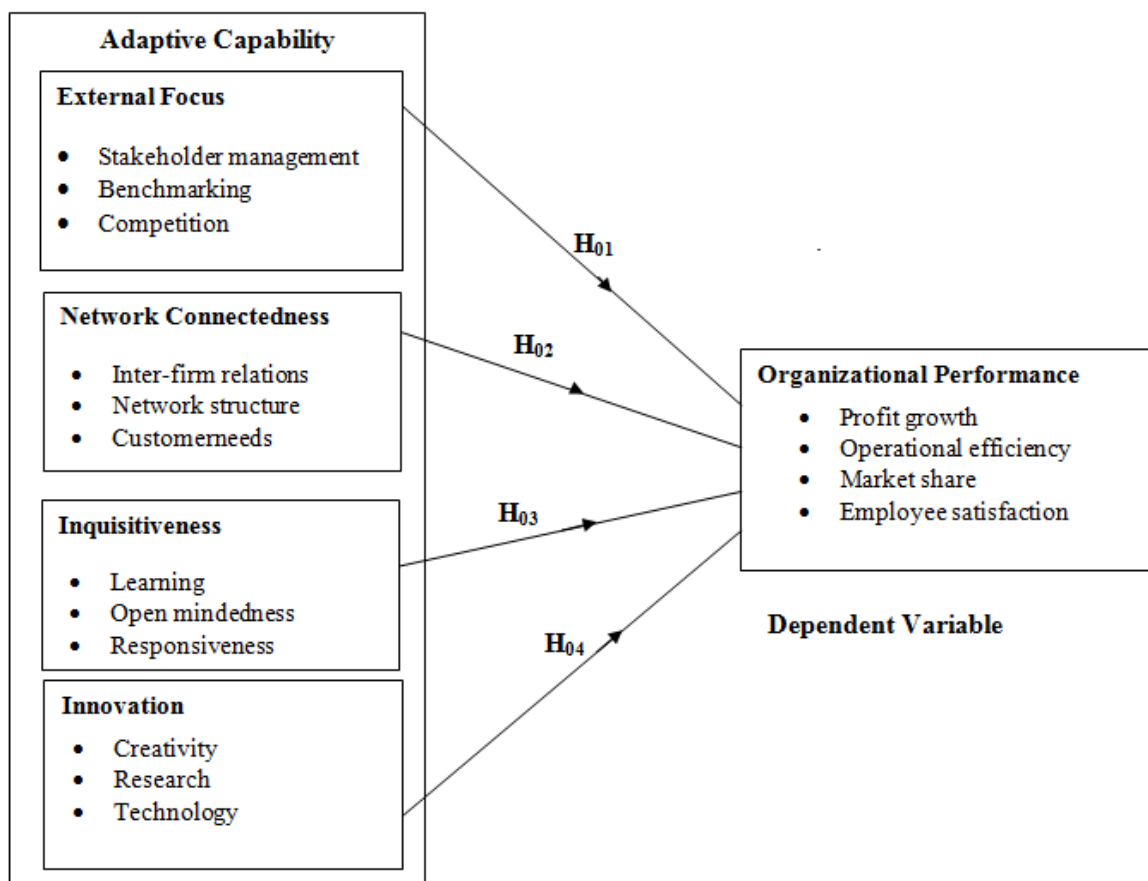 Adaptive Capability
External Focus
• Stakeholder management
• Benchmarking
• Competition
Network Connectedness
• Inter-firm relations
• Network structure
• Customerneeds
Inquisitiveness
• Learning
• Open mindedness
• Responsiveness
Innovation
• Creativity
• Research
• Technology
H01
H02
H03
H04
Organizational Performance
• Profit growth
• Operational efficiency
• Market share
• Employee satisfaction
Dependent Variable